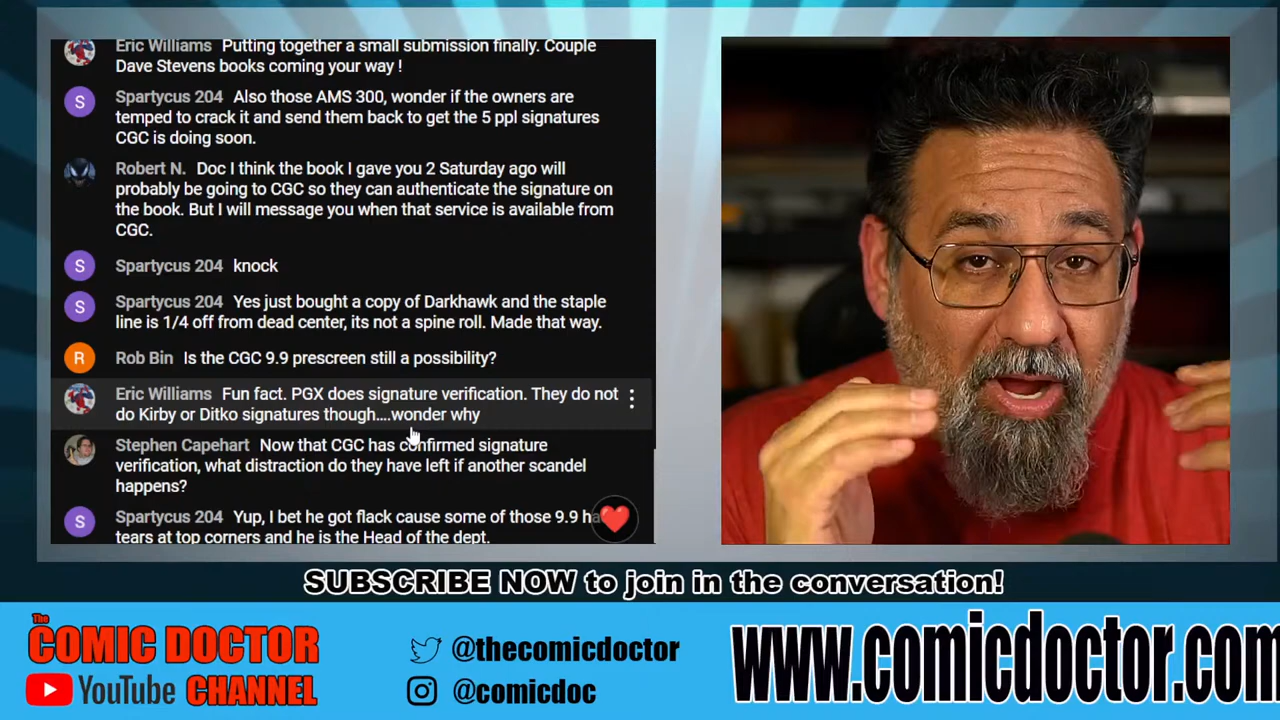 Eric Williams Putting together a small submission finally. Couple
Dave Stevens books coming your way !
S Spartycus 204 Also those AMS 300, wonder if the owners are
temped to crack it and send them back to get the 5 ppl signatures
CGC is doing soon.
Robert N. Doc I think the book I gave you 2 Saturday ago will
probably be going to CGC so they can authenticate the signature on
the book. But I will message you when that service is available from
CGC.
S Spartycus 204 knock
S Spartycus 204 Yes just bought a copy of Darkhawk and the staple
line is 1/4 off from dead center, its not a spine roll. Made that way.
R Rob Bin Is the CGC 9.9 prescreen still a possibility?
Eric Williams Fun fact. PGX does signature verification. They do not
do Kirby or Ditko signatures though....wonder why
Stephen Capehart Now that CGC has confirmed signature
verification, what distraction do they have left if another scandel
happens?
S Spartycus 204 Yup, I bet he got flack cause some of those 9.9
tears at top corners and he is the Head of the dept.
SUBSCRIBE NOW to join in the conversation!
The
COMIC DOCTOR
YouTube CHANNEL
@thecomicdoctor
@comicdoc
www.comicdoctor.com